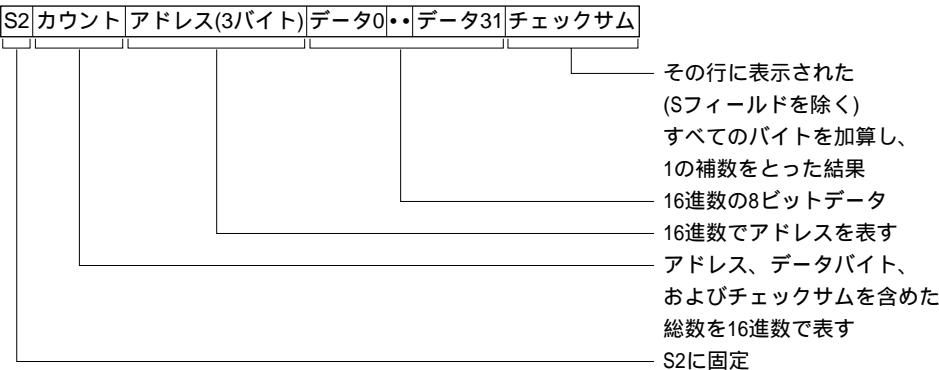 S2 カウント アドレス(3バイト) データ0 •• データ31 チェックサム
その行に表示された
(Sフィールドを除く)
すべてのバイトを加算し、
1の補数をとった結果
16進数の8ビットデータ
16進数でアドレスを表す
アドレス、データバイト、
およびチェックサムを含めた
総数を16進数で表す
S2に固定